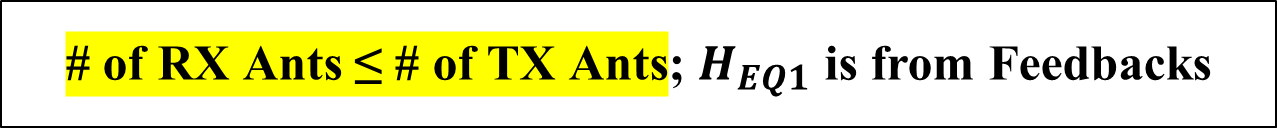 # of RX Ants ≤ # of TX Ants; H_EQ1 is from Feedbacks